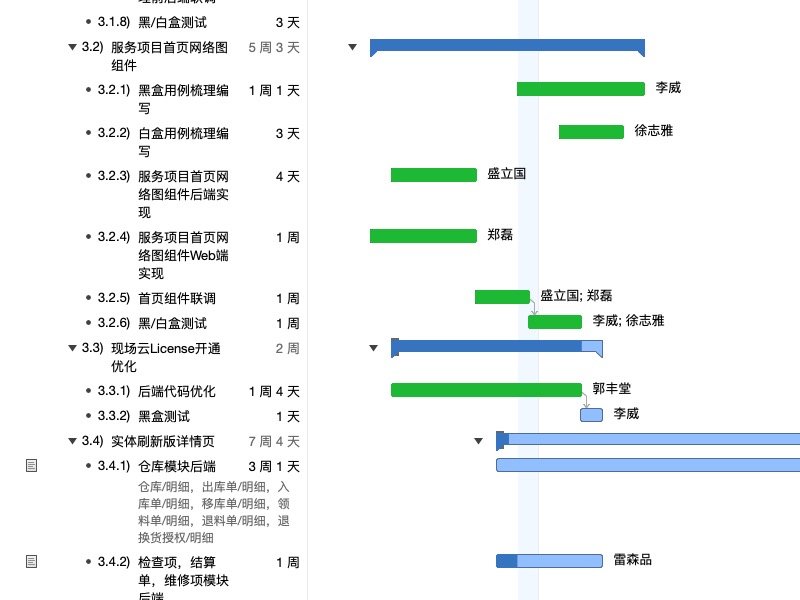 3.1.8) 黑/白盒测试 3 天
3.2) 服务项目首页网络图 5 周 3 天
组件
3.2.1) 黑盒用例梳理编 1 周 1 天 李威
写
3.2.2) 白盒用例梳理编 3 天 徐志雅
写
3.2.3) 服务项目首页网 4 天 盛立国
络图组件后端实
现
3.2.4) 服务项目首页网 1 周 郑磊
络图组件Web端
实现
3.2.5) 首页组件联调 1 周 盛立国; 郑磊
3.2.6) 黑/白盒测试 1 周 李威; 徐志雅
3.3) 现场云License开通 2 周
优化
3.3.1) 后端代码优化 1 周 4 天 郭丰堂
3.3.2) 黑盒测试 1 天 李威
3.4) 实体刷新版详情页 7 周 4 天
3.4.1) 仓库模块后端 3 周 1 天
仓库/明细，出库单/明细，入
库单/明细，移库单/明细，领
料单/明细，退料单/明细，退
换货授权/明细
3.4.2) 检查项，结算 1 周 雷森品
单，维修项模块
后端